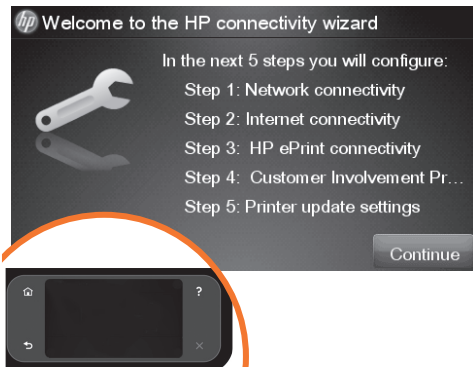 hp Welcome to the HP connectivity wizard
In the next 5 steps you will configure:
Step 1: Network connectivity
Step 2: Internet connectivity
Step 3: HP ePrint connectivity
Step 4: Customer Involvement Pr...
Step 5: Printer update settings
Continue
?